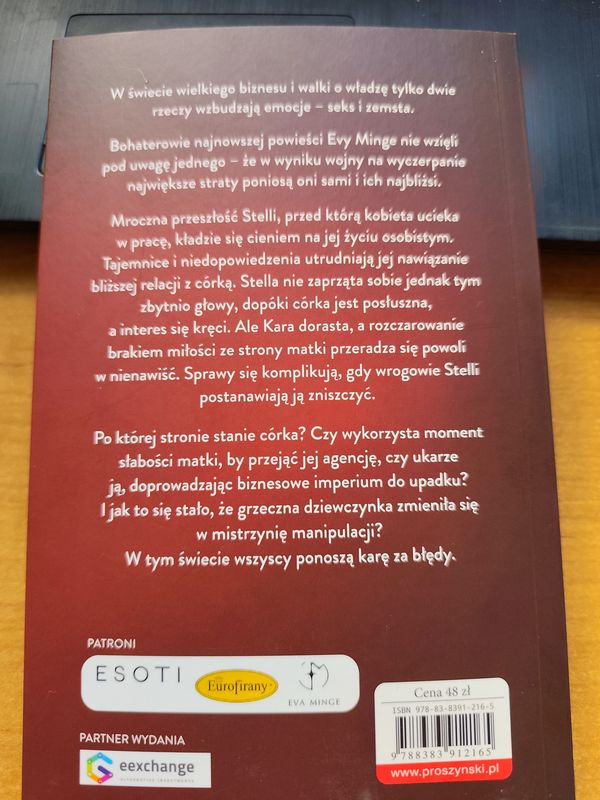 W świecie wielkiego biznesu i walki o władzę tylko dwie
rzeczy wzbudzają emocje – seks i zemsta.
Bohaterowie najnowszej powieści Evy Minge nie wzięli
pod uwagę jednego – że w wyniku wojny na wyczerpanie
największe straty poniosą oni sami i ich najbliżsi.
Mroczna przeszłość Stelli, przed którą kobieta ucieka
w pracę, kładzie się cieniem na jej życiu osobistym.
Tajemnice i niedopowiedzenia utrudniają jej nawiązanie
bliższej relacji z córką. Stella nie zaprząta sobie jednak tym
zbytnio głowy, dopóki córka jest posłuszna,
a interes się kręci. Ale Kara dorasta, a rozczarowanie
brakiem miłości ze strony matki przeradza się powoli
w nienawiść. Sprawy się komplikują, gdy wrogowie Stelli
postanawiają ją zniszczyć.
Po której stronie stanie córka? Czy wykorzysta moment
słabości matki, by przejąć jej agencję, czy ukarze
ją, doprowadzając biznesowe imperium do upadku?
I jak to się stało, że grzeczna dziewczynka zmieniła się
w mistrzynię manipulacji?
W tym świecie wszyscy ponoszą karę za błędy.
PATRONI
ESOTI
Eurofirany
EVA MINGE
PARTNER WYDANIA
eexchange
Cena 48 zł
ISBN 978-83-8391-216-5
9 788383 912165
www.proszynski.pl